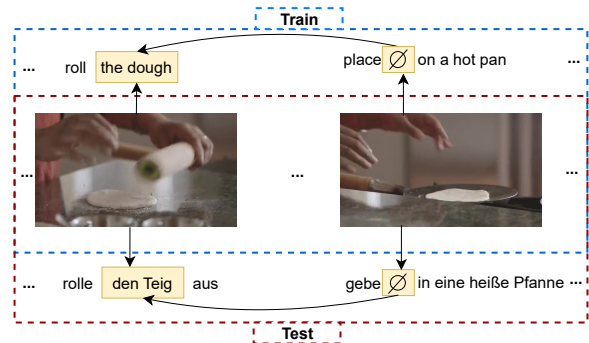 Train
... roll the dough place ∅ on a hot pan ...
... ... ...
... rolle den Teig aus gebe ∅ in eine heiße Pfanne ...
Test